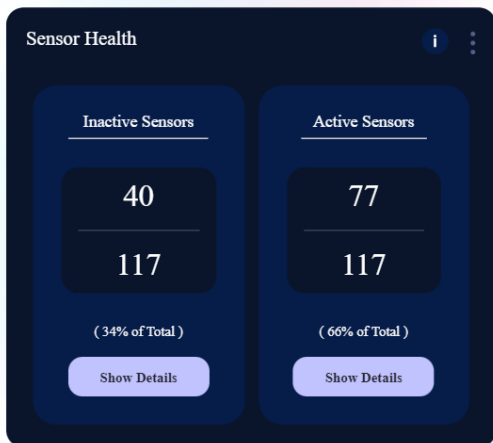 Sensor Health
i
Inactive Sensors
40
117
( 34% of Total )
Show Details
Active Sensors
77
117
( 66% of Total )
Show Details